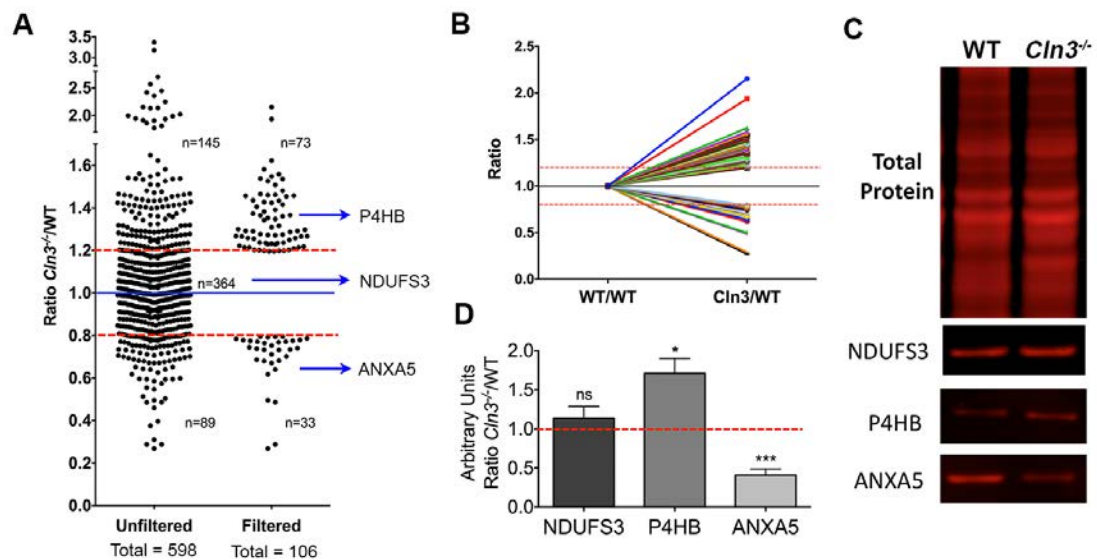 A
Ratio Cln3-/-/WT
3.5
3.0
2.5
2.0
1.6
1.4
1.2
1.0
0.8
0.6
0.4
0.2
0.0
n=145
n=73
n=364
n=89
n=33
P4HB
NDUFS3
ANXA5
Unfiltered
Total = 598
Filtered
Total = 106
B
Ratio
2.5
2.0
1.5
1.0
0.5
0.0
WT/WT
Cln3/WT
C
WT
Cln3-/-
Total
Protein
NDUFS3
P4HB
ANXA5
D
Arbitrary Units
Ratio Cln3-/-/WT
2.0
1.5
1.0
0.5
0.0
ns
*
***
NDUFS3
P4HB
ANXA5